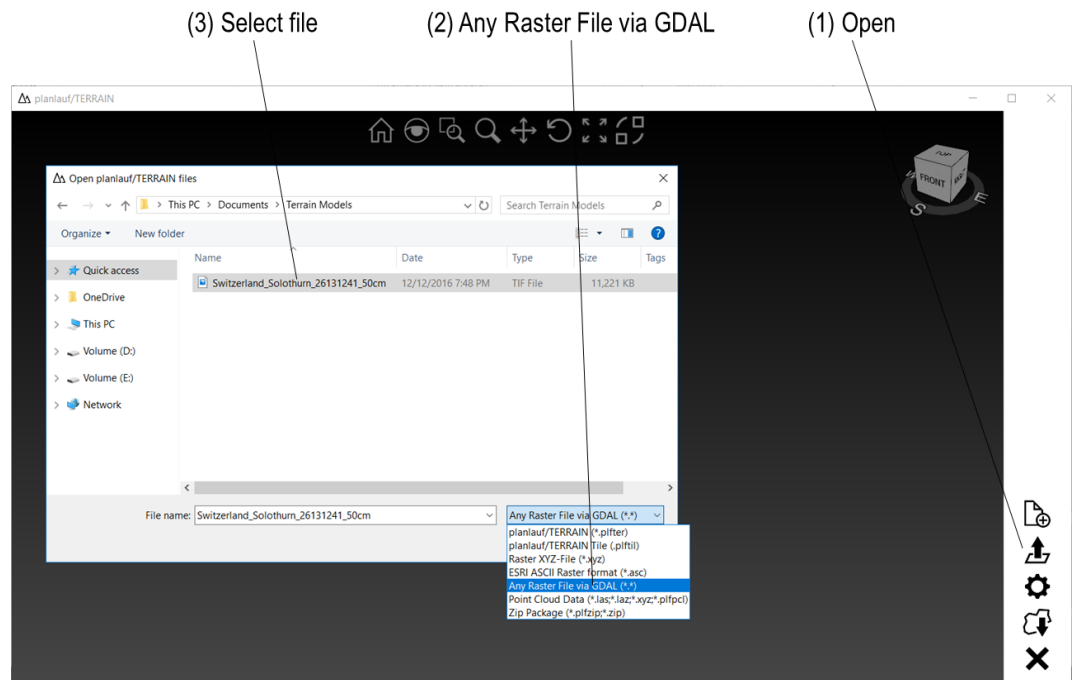 (3) Select file (2) Any Raster File via GDAL (1) Open
planlauf/TERRAIN
TOP
FRONT
W
S
E
Open planlauf/TERRAIN files
This PC > Documents > Terrain Models
Search Terrain Models
Organize
New folder
Name Date Type Size Tags
Quick access
Switzerland_Solothurn_26131241_50cm 12/12/2016 7:48 PM TIF File 11,221 KB
OneDrive
This PC
Volume (D:)
Volume (E:)
Network
File name: Switzerland_Solothurn_26131241_50cm
Any Raster File via GDAL (*.*)
planlauf/TERRAIN (*.plfter)
planlauf/TERRAIN Tile (.plftil)
Raster XYZ-File (*.xyz)
ESRI ASCII Raster format (*.asc)
Any Raster File via GDAL (*.*)
Point Cloud Data (*.las;*.laz;*.xyz;*.plfpcl)
Zip Package (*.plfzip;*.zip)